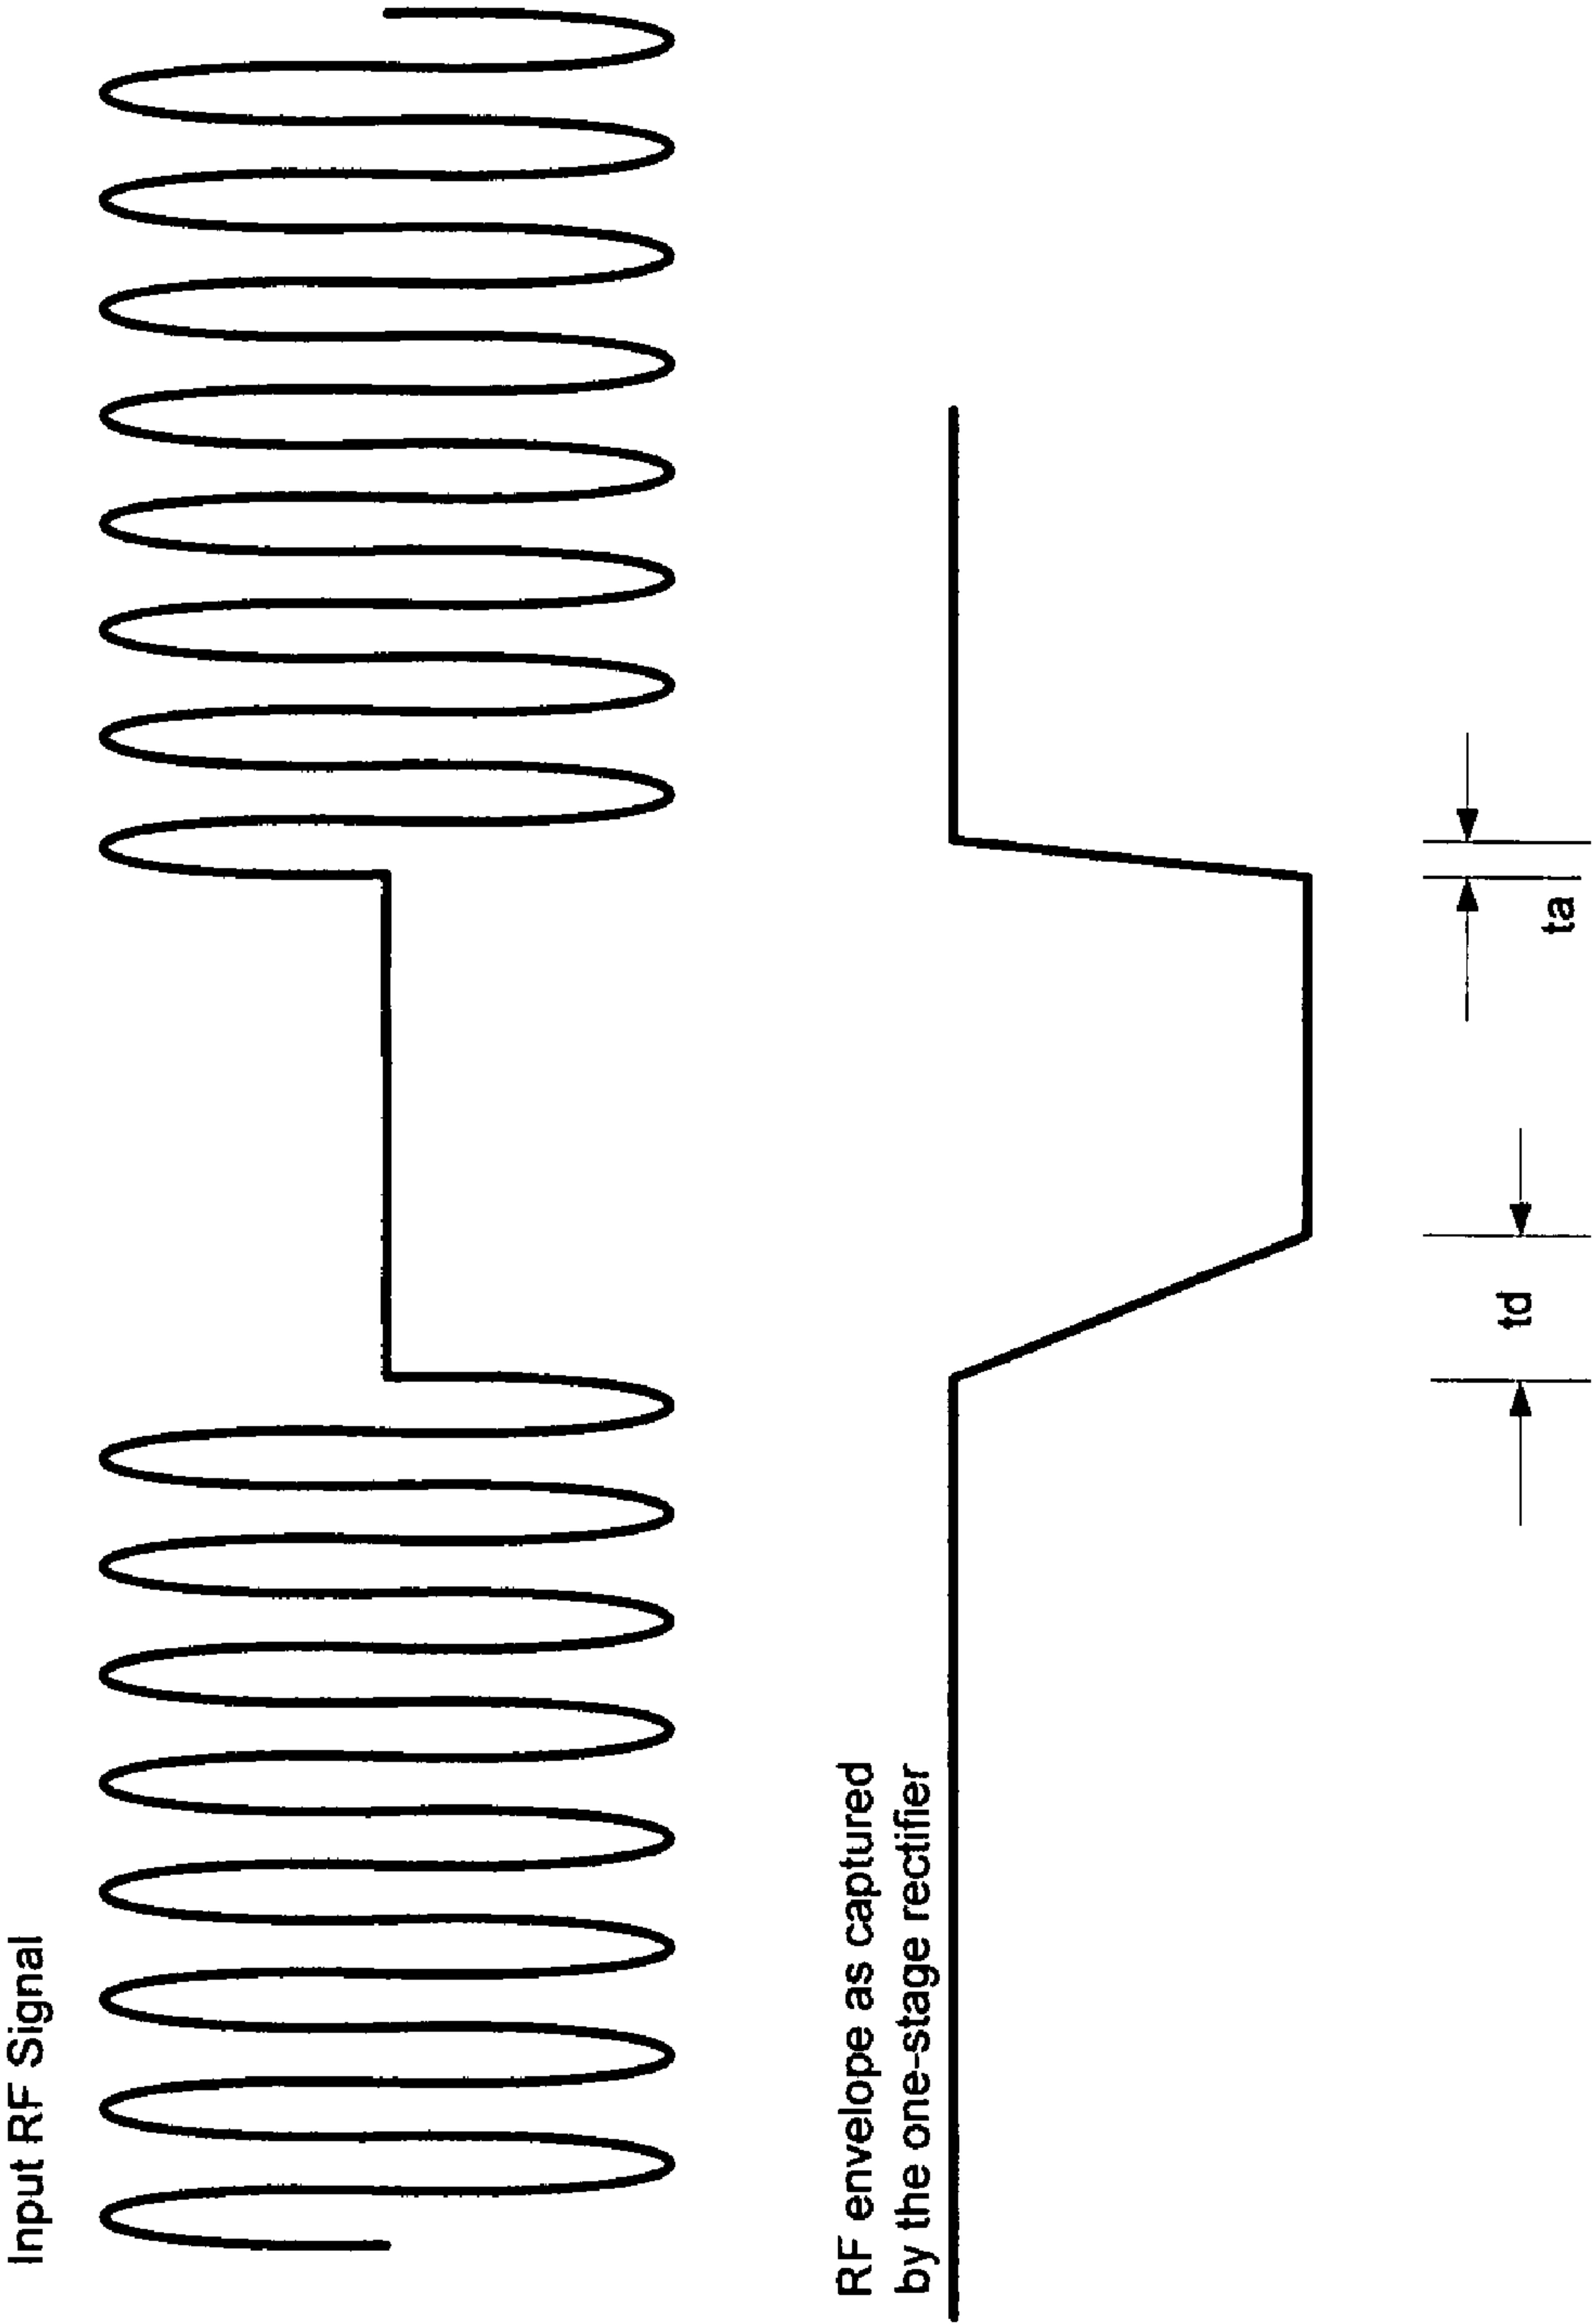 Input RF Signal
RF envelope as captured
by the one-stage rectifier
td
ta